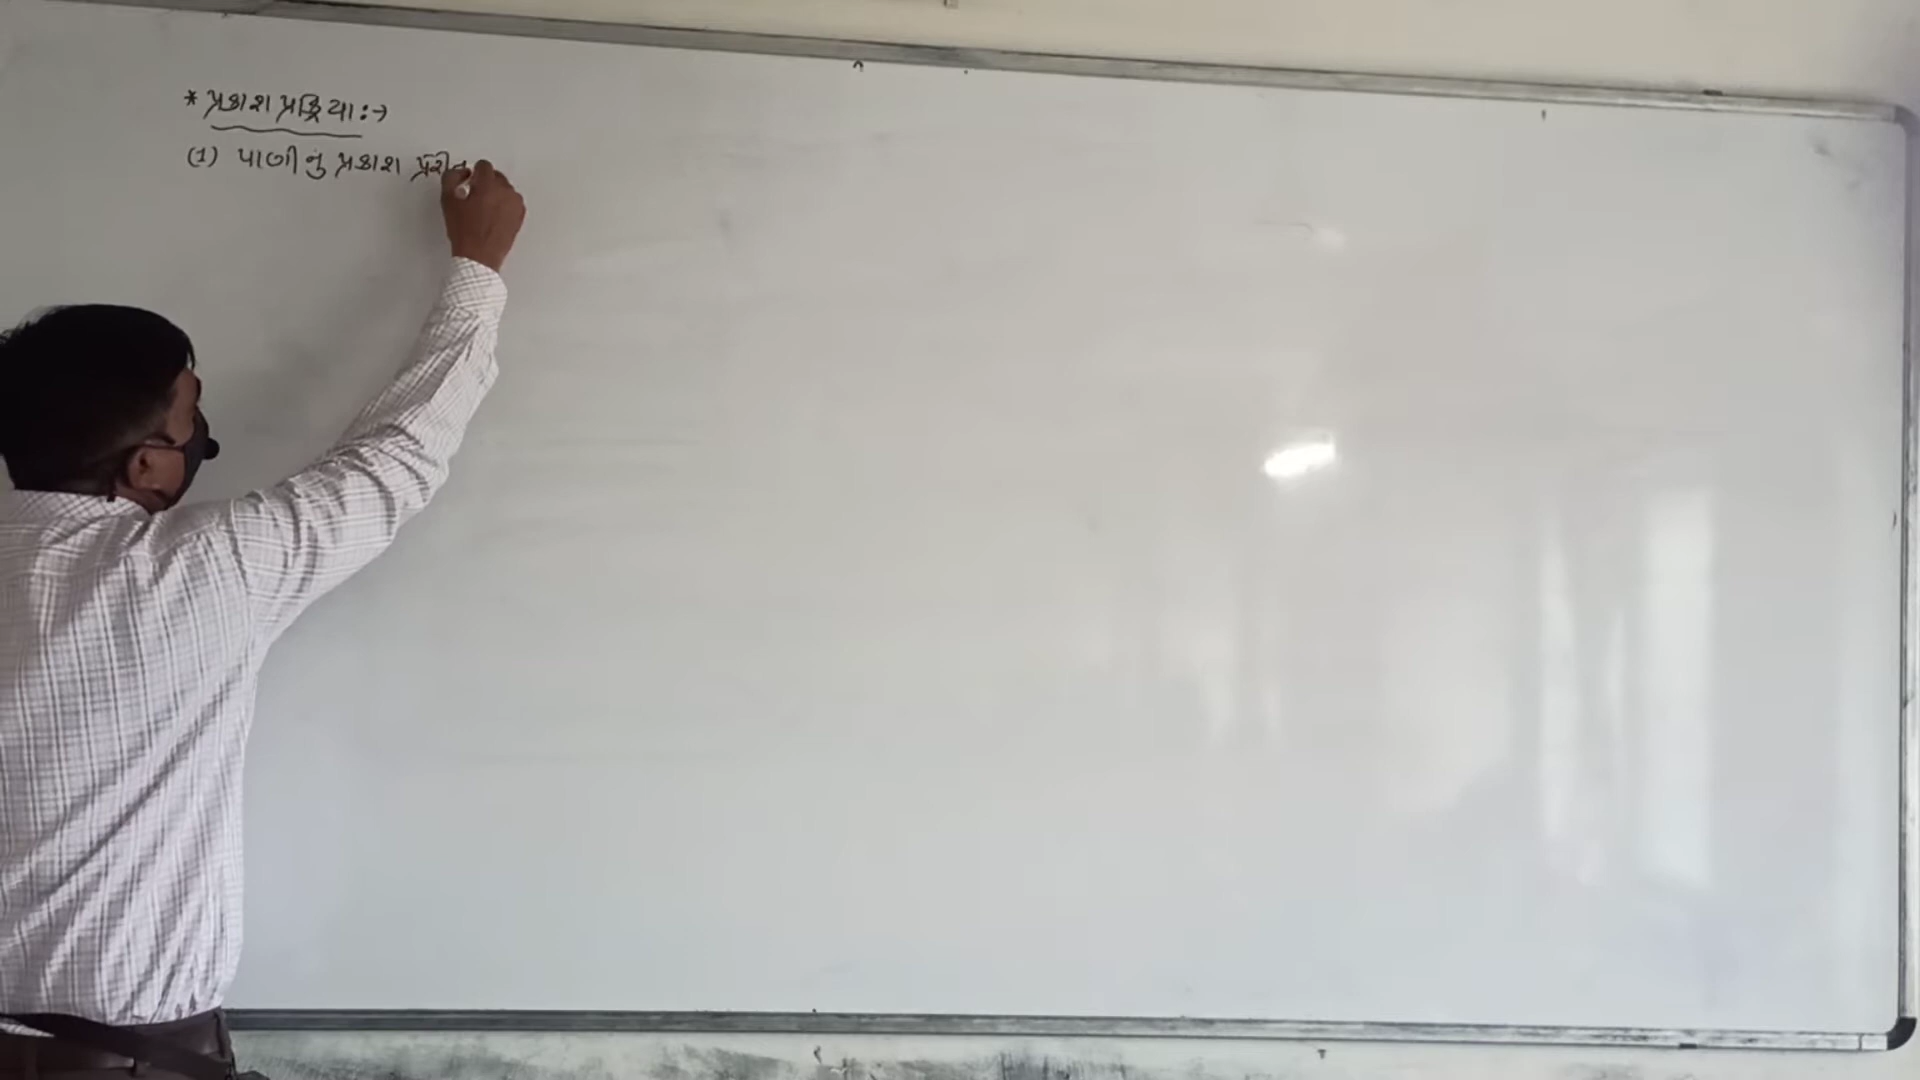 * પ્રકાશ પ્રક્રિયા :→
(1) પાણીનું પ્રકાશ